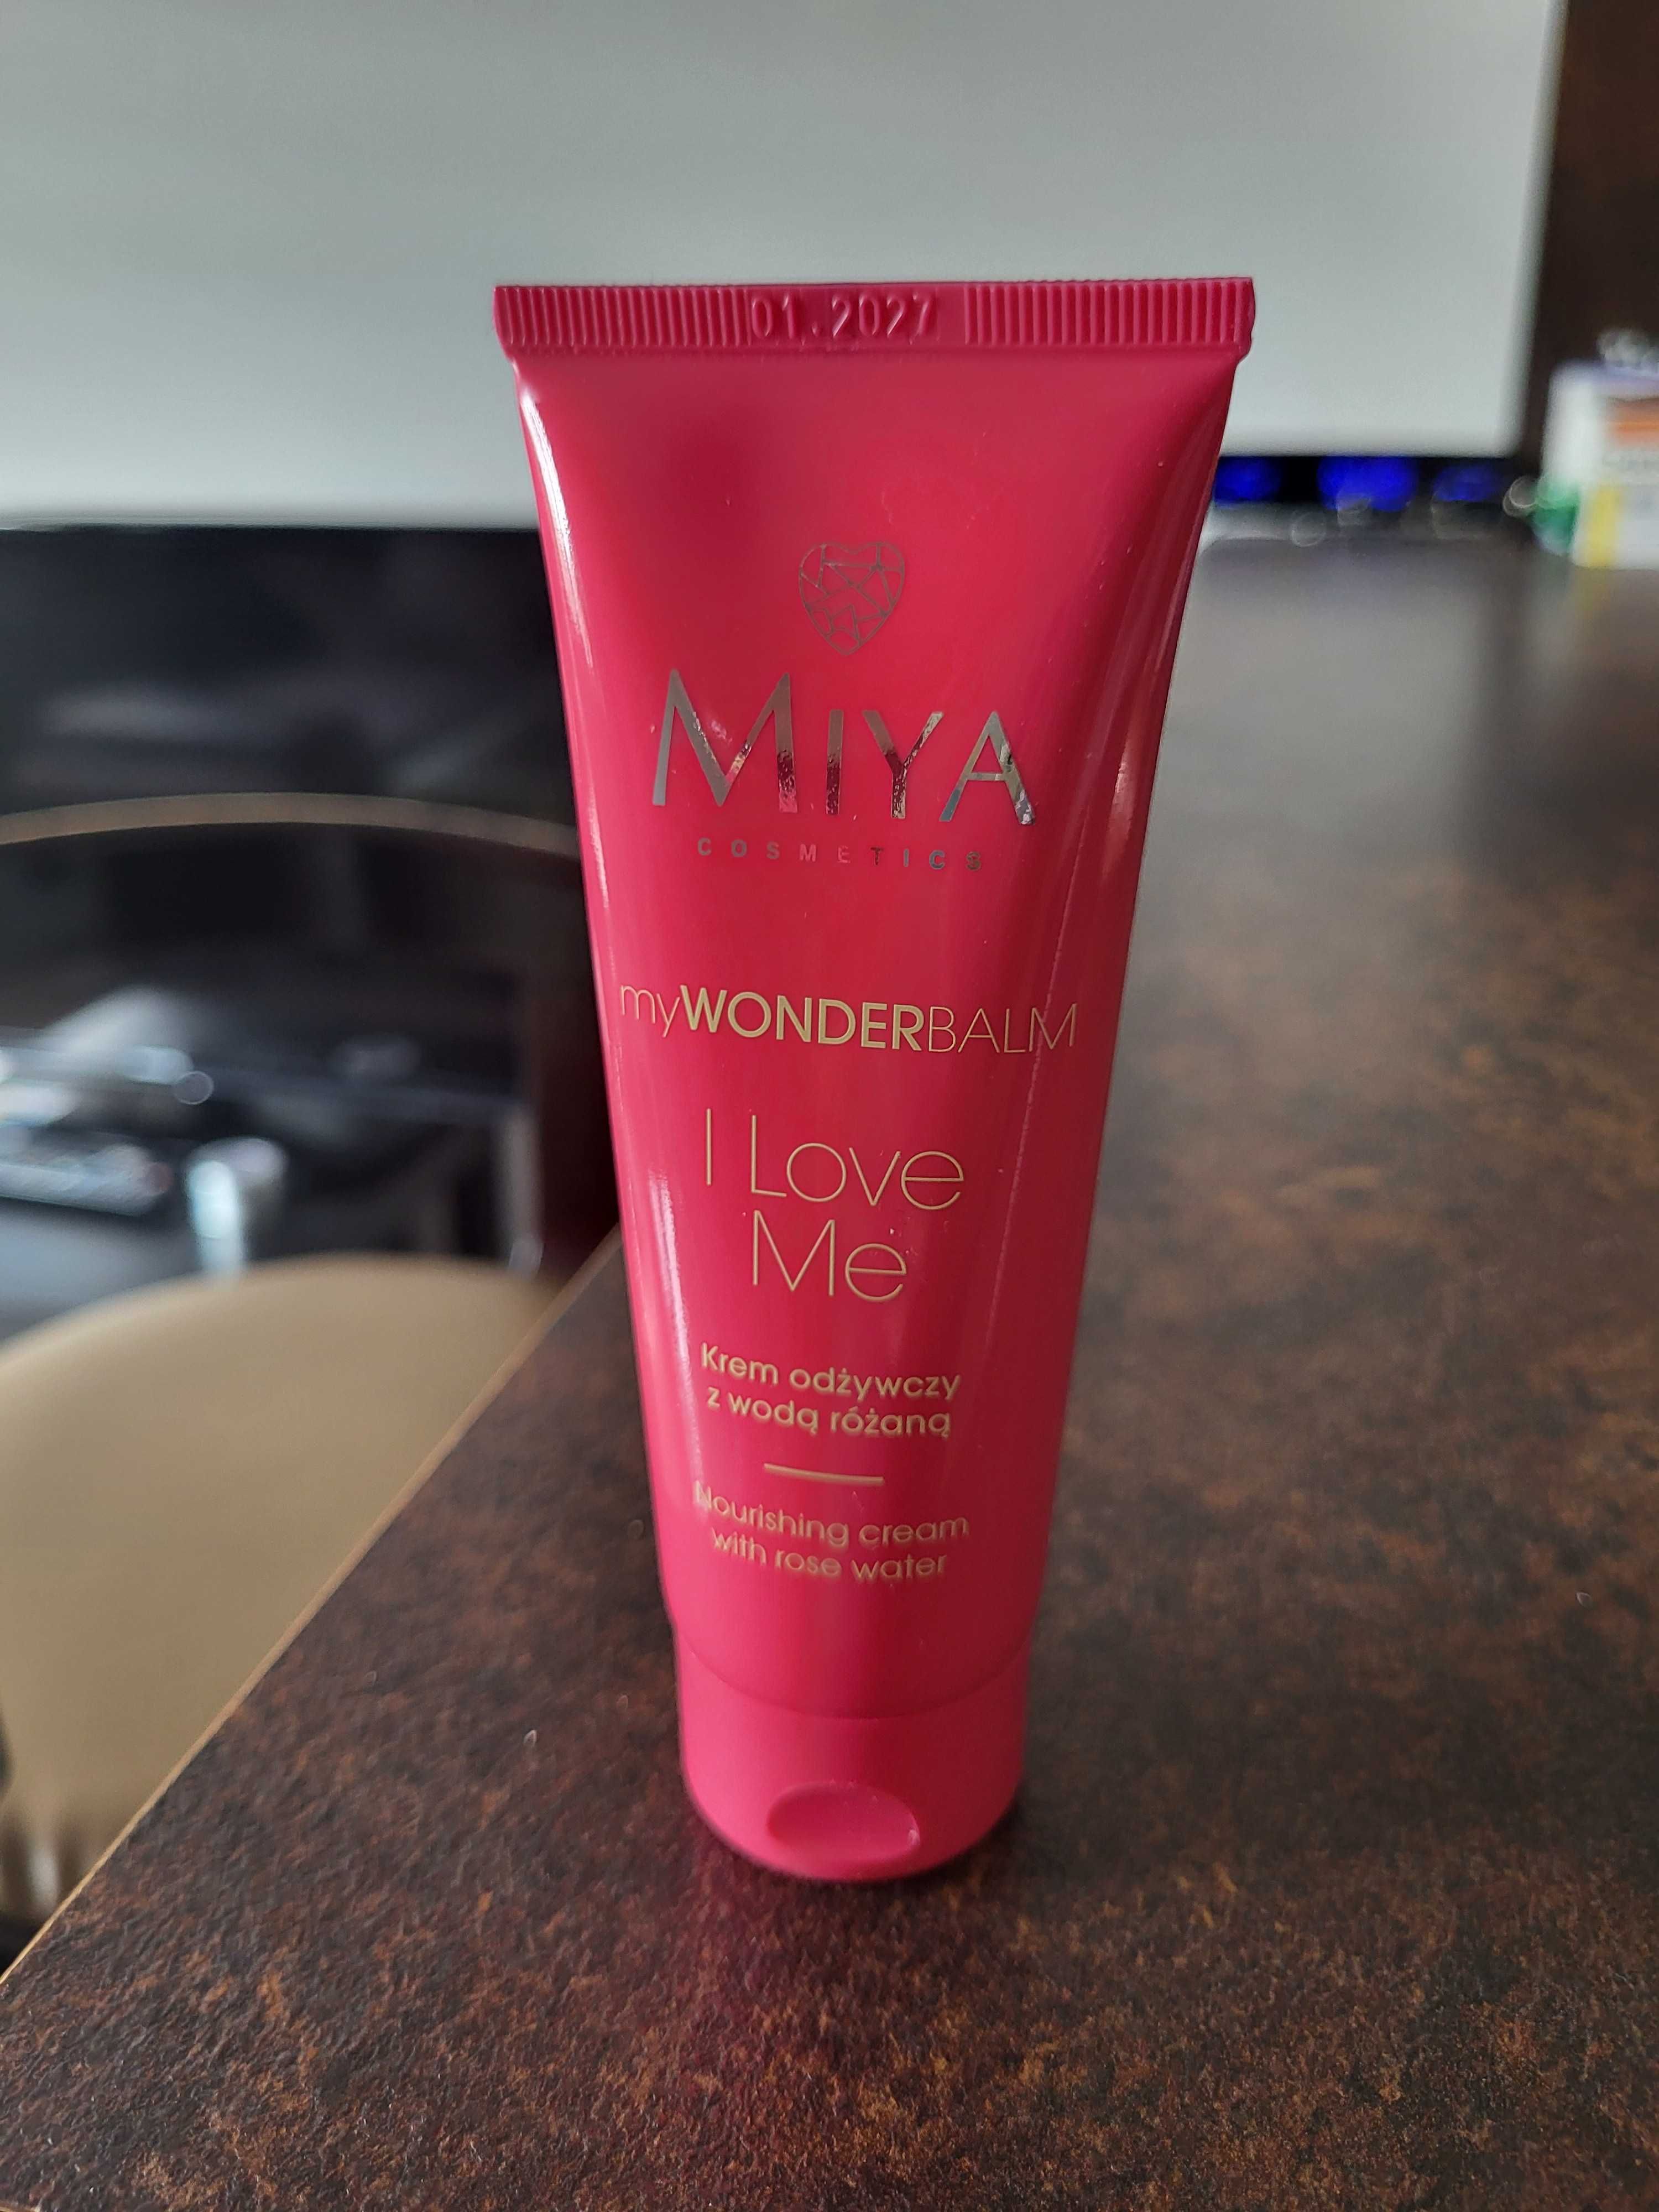 01.2027
MIYA
COSMETICS
myWONDERBALM
I Love
Me
Krem odżywczy
z wodą różaną
Nourishing cream
with rose water